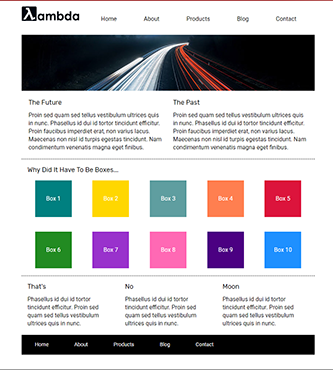 λambda
Home About Products Blog Contact
The Future
Proin sed quam sed tellus vestibulum ultrices quis
in nunc. Phasellus id dui id tortor tincidunt efficitur.
Proin faucibus imperdiet erat, non varius lacus.
Maecenas non nisl id turpis egestas tincidunt. Nam
condimentum venenatis magna eget finibus.
The Past
Proin sed quam sed tellus vestibulum ultrices quis
in nunc. Phasellus id dui id tortor tincidunt efficitur.
Proin faucibus imperdiet erat, non varius lacus.
Maecenas non nisl id turpis egestas tincidunt. Nam
condimentum venenatis magna eget finibus.
Why Did It Have To Be Boxes...
Box 1 Box 2 Box 3 Box 4 Box 5
Box 6 Box 7 Box 8 Box 9 Box 10
That's
Phasellus id dui id tortor
tincidunt efficitur. Proin sed
quam sed tellus vestibulum
ultrices quis in nunc.
No
Phasellus id dui id tortor
tincidunt efficitur. Proin sed
quam sed tellus vestibulum
ultrices quis in nunc.
Moon
Phasellus id dui id tortor
tincidunt efficitur. Proin sed
quam sed tellus vestibulum
ultrices quis in nunc.
Home About Products Blog Contact